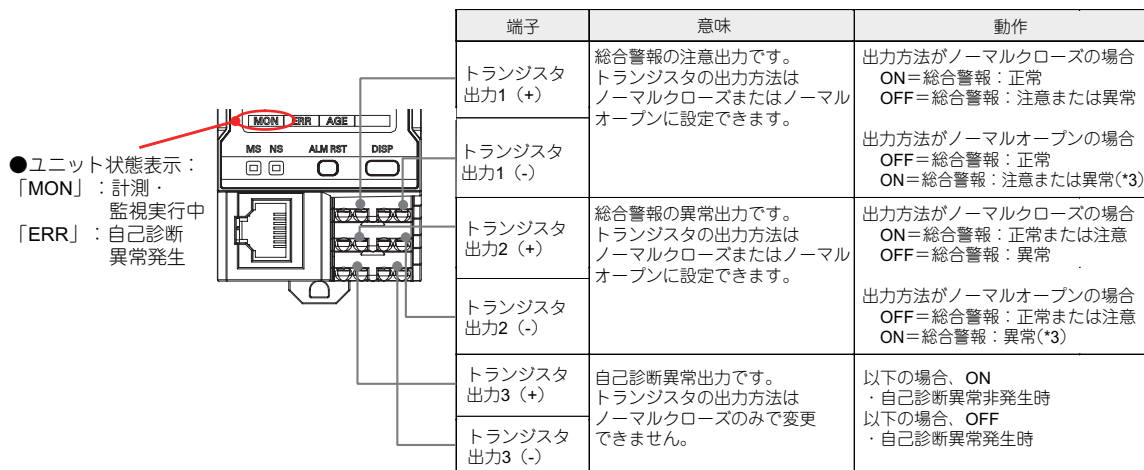 ●ユニット状態表示：
「MON」：計測・
監視実行中
「ERR」：自己診断
異常発生
MON ERR AGE
MS NS ALM RST DISP
端子 意味 動作
トランジスタ
出力1（+）
トランジスタ
出力1（-）
総合警報の注意出力です。
トランジスタの出力方法は
ノーマルクローズまたはノーマル
オープンに設定できます。
出力方法がノーマルクローズの場合
ON＝総合警報：正常
OFF＝総合警報：注意または異常
出力方法がノーマルオープンの場合
OFF＝総合警報：正常
ON＝総合警報：注意または異常(*3)
トランジスタ
出力2（+）
トランジスタ
出力2（-）
総合警報の異常出力です。
トランジスタの出力方法は
ノーマルクローズまたはノーマル
オープンに設定できます。
出力方法がノーマルクローズの場合
ON＝総合警報：正常または注意
OFF＝総合警報：異常
出力方法がノーマルオープンの場合
OFF＝総合警報：正常または注意
ON＝総合警報：異常(*3)
トランジスタ
出力3（+）
トランジスタ
出力3（-）
自己診断異常出力です。
トランジスタの出力方法は
ノーマルクローズのみで変更
できません。
以下の場合、ON
・自己診断異常非発生時
以下の場合、OFF
・自己診断異常発生時